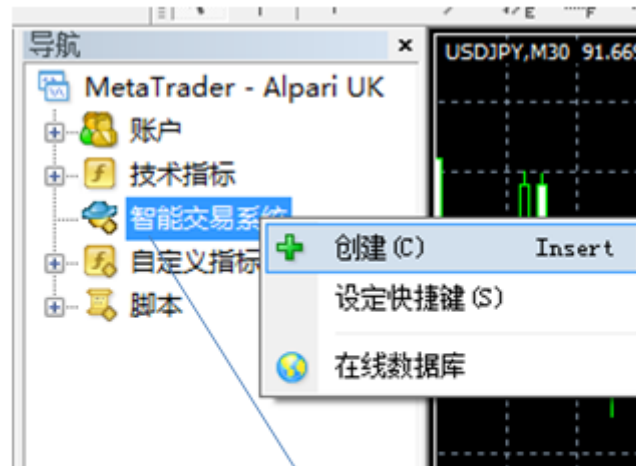 导航
USDJPY,M30 91.66
MetaTrader - Alpari UK
账户
技术指标
智能交易系统
创建(C) Insert
自定义指标
设定快捷键(S)
脚本
在线数据库